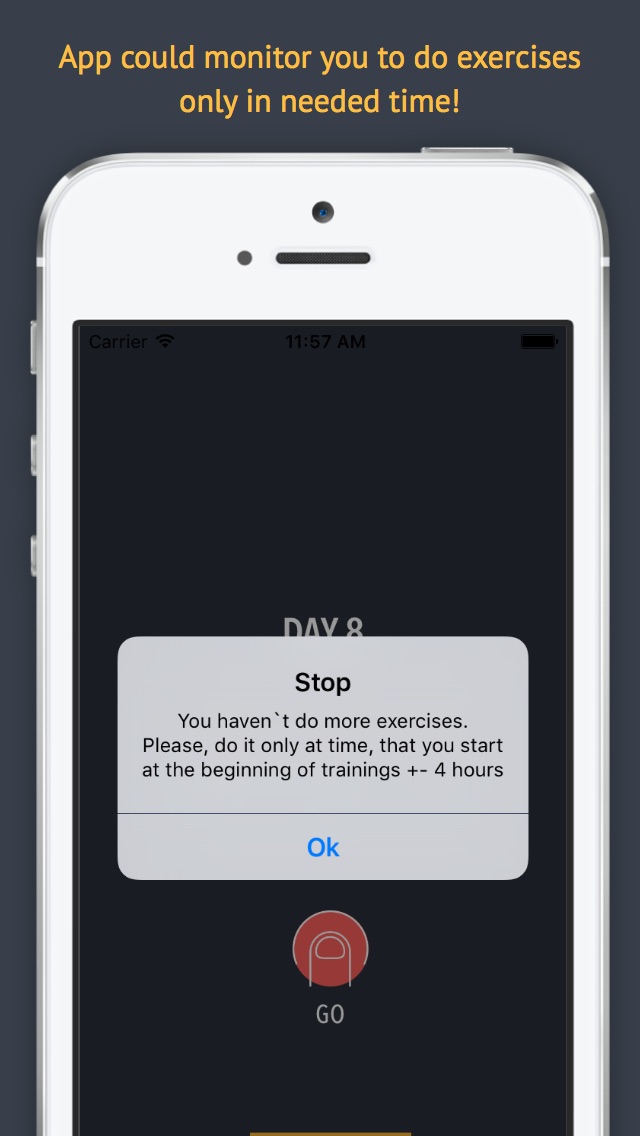 App could monitor you to do exercises
only in needed time!
Carrier 11:57 AM
DAY 8
Stop
You haven`t do more exercises.
Please, do it only at time, that you start
at the beginning of trainings +- 4 hours
Ok
GO